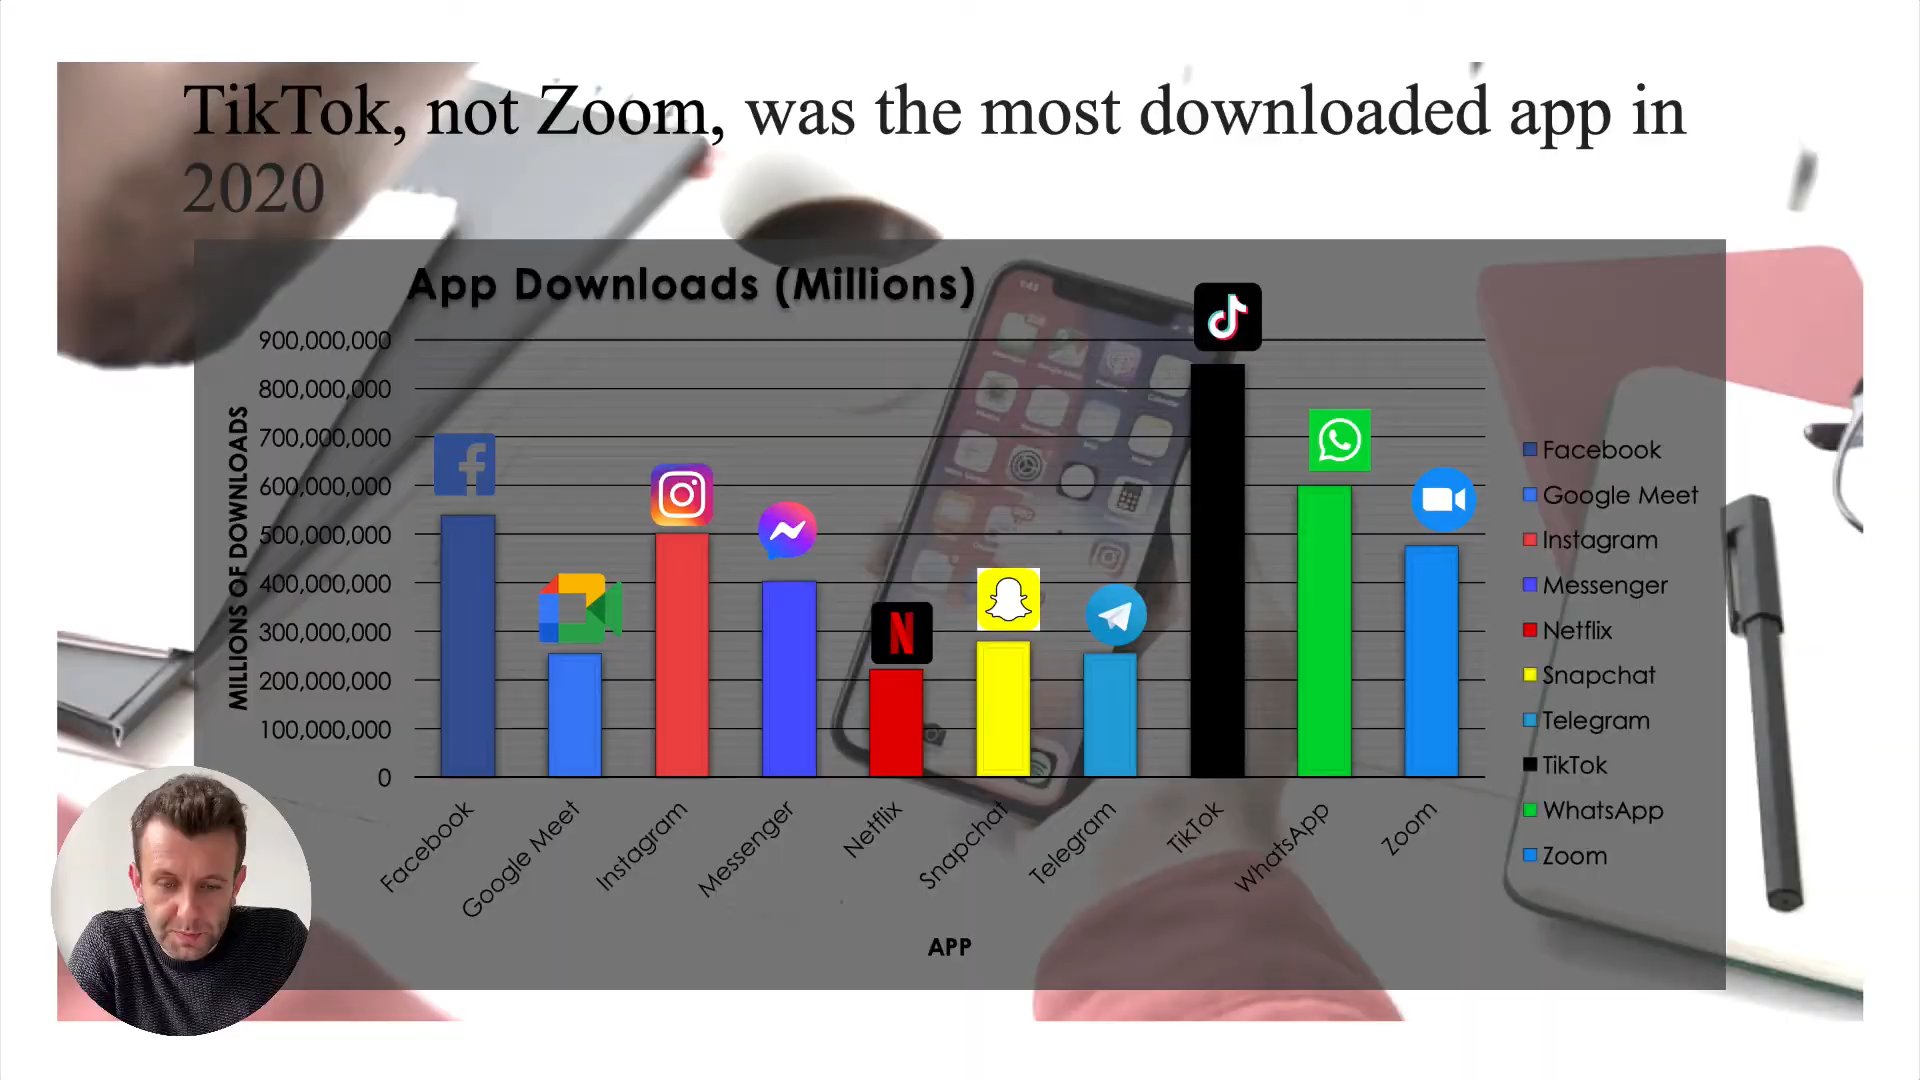 TikTok, not Zoom, was the most downloaded app in
2020
App Downloads (Millions)
MILLIONS OF DOWNLOADS
900,000,000
800,000,000
700,000,000
600,000,000
500,000,000
400,000,000
300,000,000
200,000,000
100,000,000
0
Facebook
Google Meet
Instagram
Messenger
Netflix
Snapchat
Telegram
TikTok
WhatsApp
Zoom
APP
Facebook
Google Meet
Instagram
Messenger
Netflix
Snapchat
Telegram
TikTok
WhatsApp
Zoom